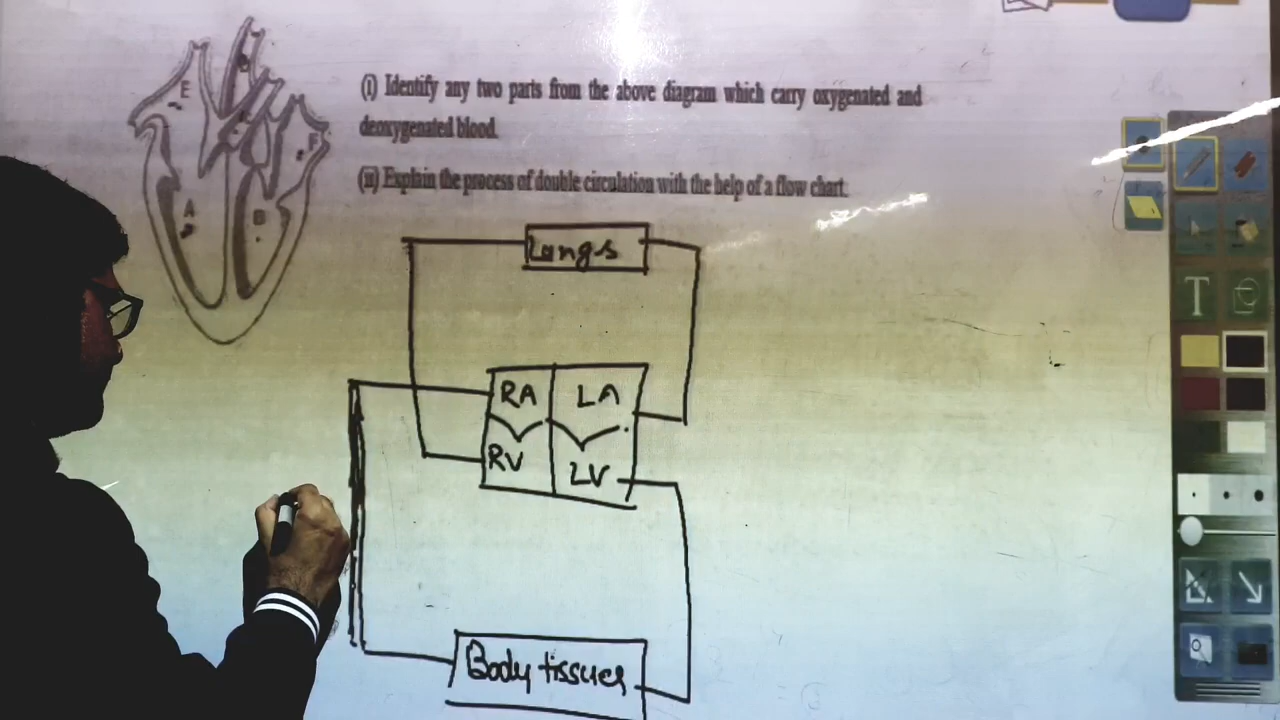 E
(i) Identify any two parts from the above diagram which carry oxygenated and
deoxygenated blood.
F
(ii) Explain the process of double circulation with the help of a flow chart.
A
B
Lungs
RA LA
RV LV
Body tissues
T